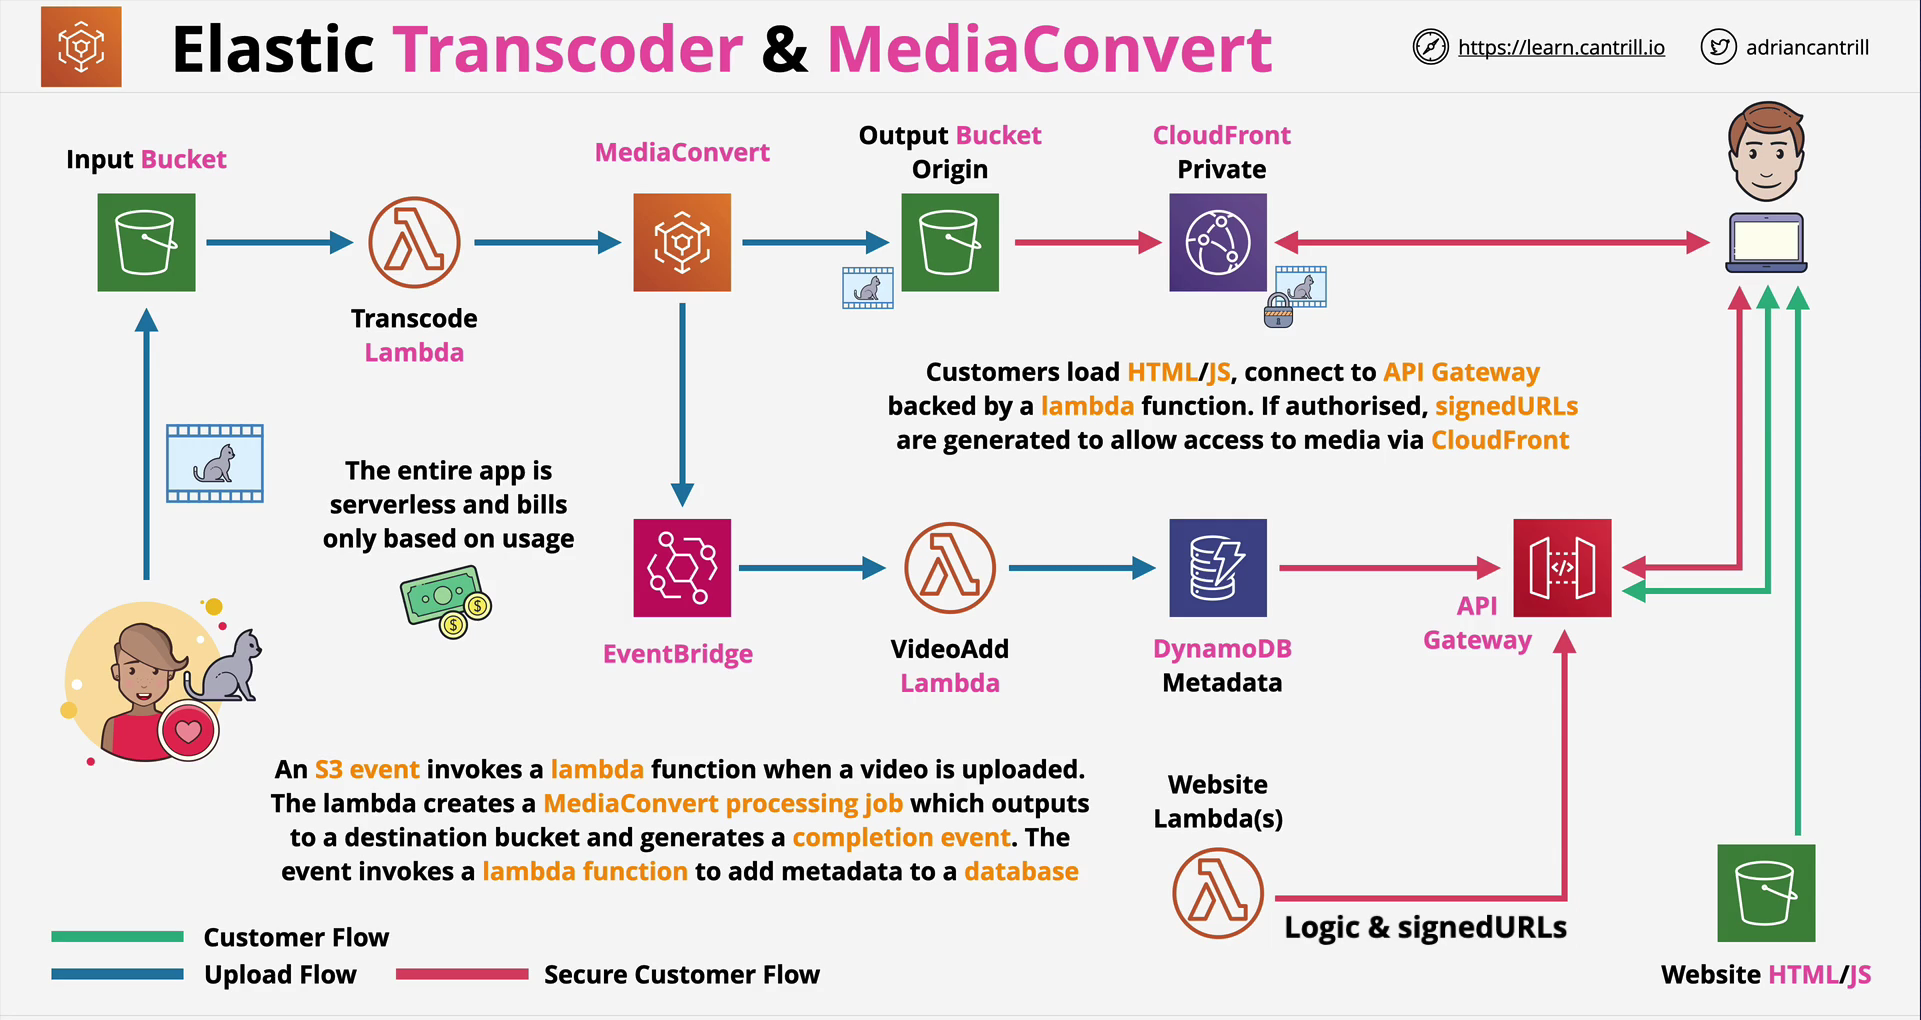 Elastic Transcoder & MediaConvert
https://learn.cantrill.io
adriancantrill
Input Bucket
MediaConvert
Output Bucket
Origin
CloudFront
Private
Transcode
Lambda
Customers load HTML/JS, connect to API Gateway
backed by a lambda function. If authorised, signedURLs
are generated to allow access to media via CloudFront
The entire app is
serverless and bills
only based on usage
EventBridge
VideoAdd
Lambda
DynamoDB
Metadata
API
Gateway
An S3 event invokes a lambda function when a video is uploaded.
The lambda creates a MediaConvert processing job which outputs
to a destination bucket and generates a completion event. The
event invokes a lambda function to add metadata to a database
Website
Lambda(s)
Logic & signedURLs
Customer Flow
Upload Flow
Secure Customer Flow
Website HTML/JS